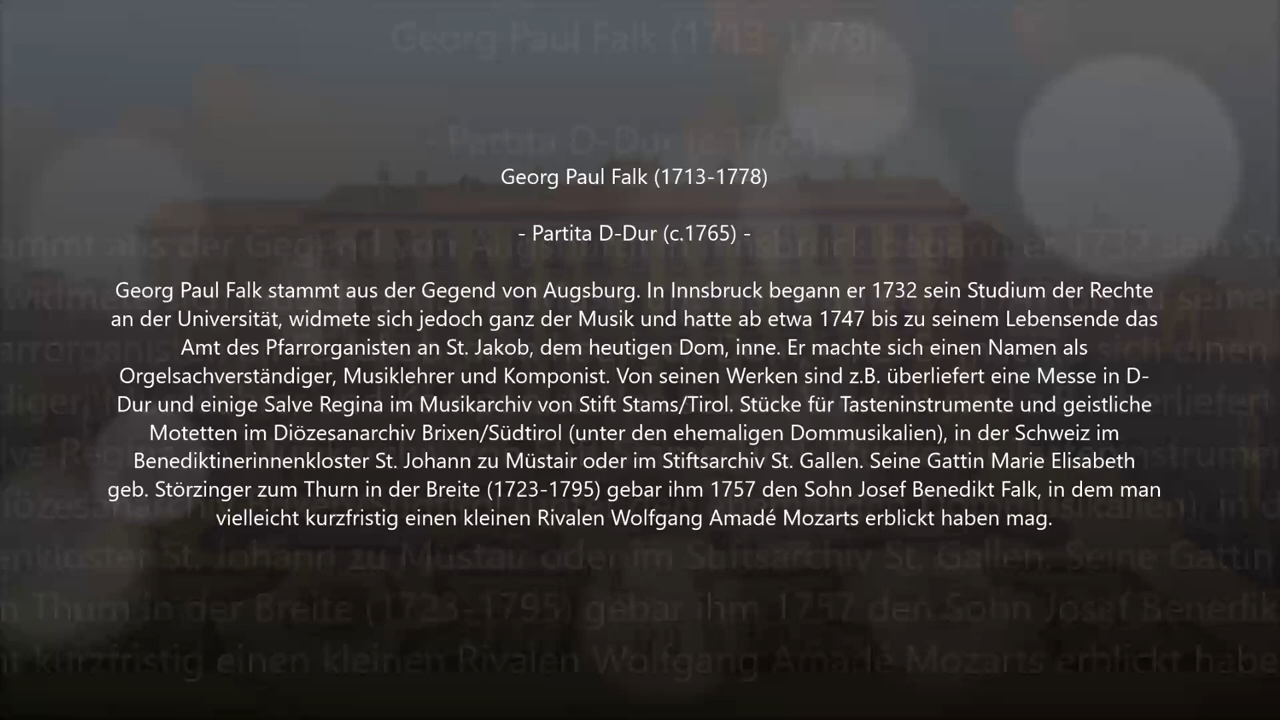 Georg Paul Falk (1713-1778)
- Partita D-Dur (c.1765) -
Georg Paul Falk stammt aus der Gegend von Augsburg. In Innsbruck begann er 1732 sein Studium der Rechte
an der Universität, widmete sich jedoch ganz der Musik und hatte ab etwa 1747 bis zu seinem Lebensende das
Amt des Pfarrorganisten an St. Jakob, dem heutigen Dom, inne. Er machte sich einen Namen als
Orgelsachverständiger, Musiklehrer und Komponist. Von seinen Werken sind z.B. überliefert eine Messe in D-
Dur und einige Salve Regina im Musikarchiv von Stift Stams/Tirol. Stücke für Tasteninstrumente und geistliche
Motetten im Diözesanarchiv Brixen/Südtirol (unter den ehemaligen Dommusikalien), in der Schweiz im
Benediktinerinnenkloster St. Johann zu Müstair oder im Stiftsarchiv St. Gallen. Seine Gattin Marie Elisabeth
geb. Störzinger zum Thurn in der Breite (1723-1795) gebar ihm 1757 den Sohn Josef Benedikt Falk, in dem man
vielleicht kurzfristig einen kleinen Rivalen Wolfgang Amadé Mozarts erblickt haben mag.